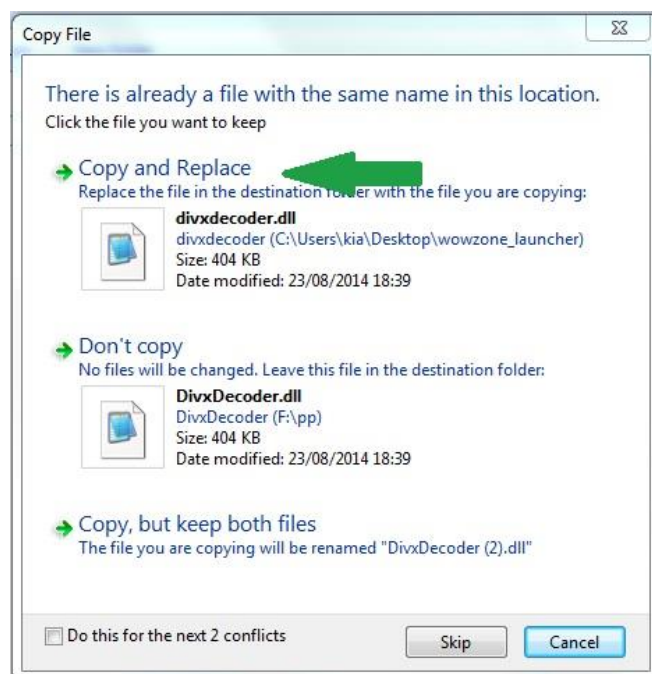 Copy File
There is already a file with the same name in this location.
Click the file you want to keep
Copy and Replace
Replace the file in the destination folder with the file you are copying:
divxdecoder.dll
divxdecoder (C:\Users\kia\Desktop\wowzone_launcher)
Size: 404 KB
Date modified: 23/08/2014 18:39
Don't copy
No files will be changed. Leave this file in the destination folder:
DivxDecoder.dll
DivxDecoder (F:\pp)
Size: 404 KB
Date modified: 23/08/2014 18:39
Copy, but keep both files
The file you are copying will be renamed "DivxDecoder (2).dll"
Do this for the next 2 conflicts
Skip
Cancel